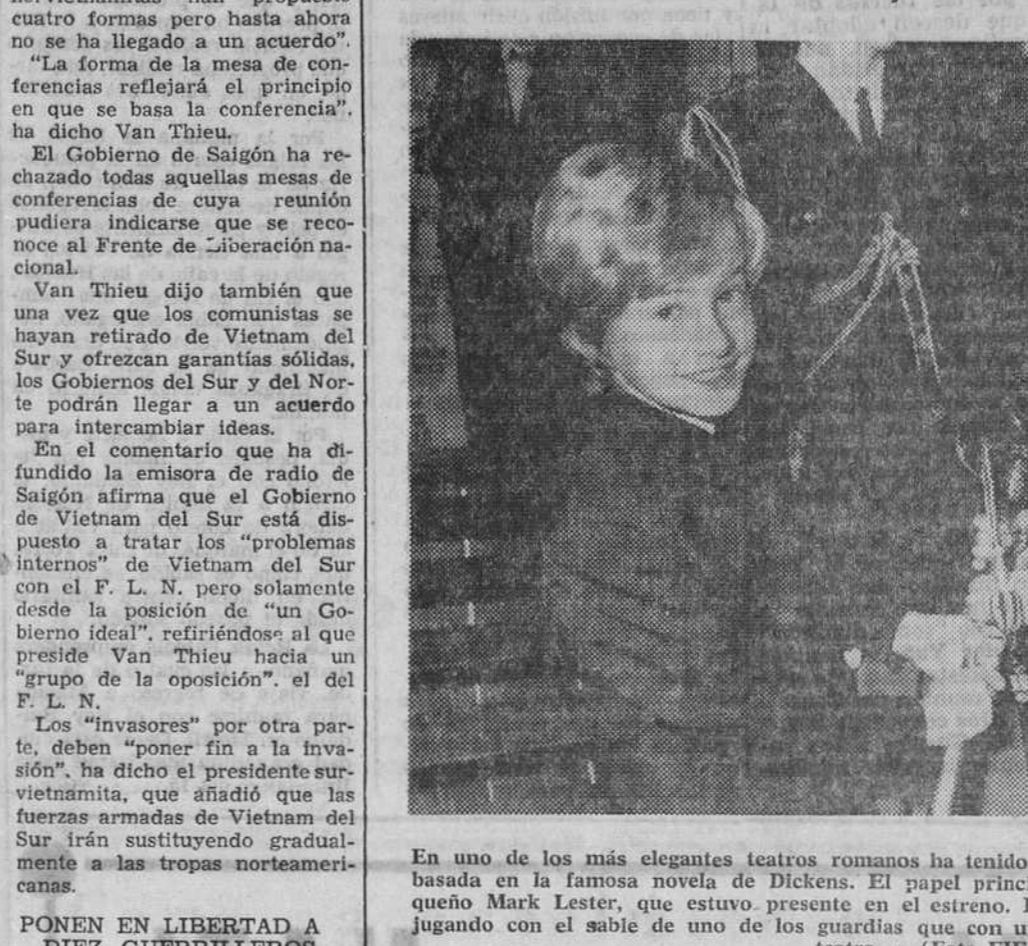 cuatro formas pero hasta ahora
no se ha llegado a un acuerdo".
"La forma de la mesa de con-
ferencias reflejará el principio
en que se basa la conferencia".
ha dicho Van Thieu.
El Gobierno de Saigón ha re-
chazado todas aquellas mesas de
conferencias de cuya reunión
pudiera indicarse que se reco-
noce al Frente de Liberación na-
cional.
Van Thieu dijo también que
una vez que los comunistas se
hayan retirado de Vietnam del
Sur y ofrezcan garantías sólidas,
los Gobiernos del Sur y del Nor-
te podrán llegar a un acuerdo
para intercambiar ideas.
En el comentario que ha di-
fundido la emisora de radio de
Saigón afirma que el Gobierno
de Vietnam del Sur está dis-
puesto a tratar los "problemas
internos" de Vietnam del Sur
con el F. L. N. pero solamente
desde la posición de "un Go-
bierno ideal". refiriéndose al que
preside Van Thieu hacia un
"grupo de la oposición". el del
F. L. N.
Los "invasores" por otra par-
te, deben "poner fin a la inva-
sión". ha dicho el presidente sur-
vietnamita, que añadió que las
fuerzas armadas de Vietnam del
Sur irán sustituyendo gradual-
mente a las tropas norteameri-
canas.
PONEN EN LIBERTAD A
DIEZ GUERRILLEROS
En uno de los más elegantes teatros romanos ha tenido
basada en la famosa novela de Dickens. El papel princi
queño Mark Lester, que estuvo presente en el estreno.
jugando con el sable de uno de los guardias que con u